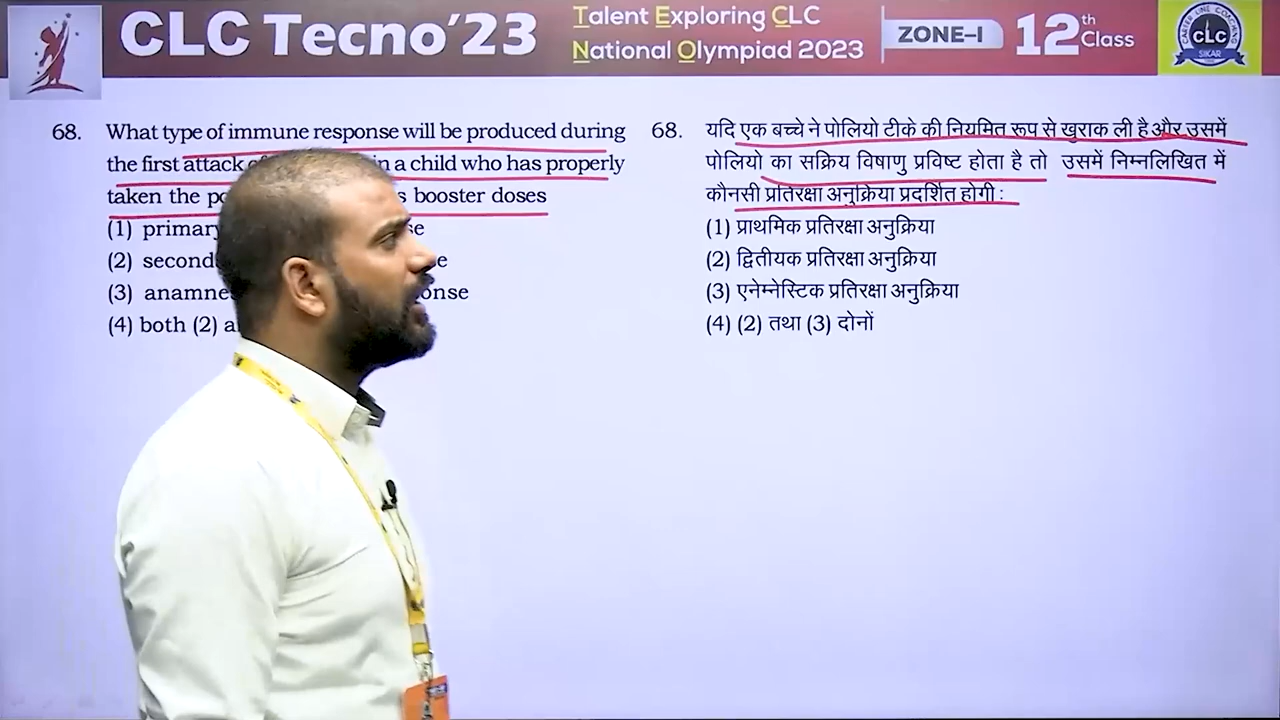 CLC Tecno'23
Talent Exploring CLC
National Olympiad 2023
ZONE-I
12th Class
CAREER LINE COACHING
CLC
SIKAR
68. What type of immune response will be produced during
the first attack in a child who has properly
taken the booster doses
(1) primary
(2)
(3)
(4) both (2)
68. यदि एक बच्चे ने पोलियो टीके की नियमित रूप से खुराक ली है और उसमें
पोलियो का सक्रिय विषाणु प्रविष्ट होता है तो उसमें निम्नलिखित में
कौनसी प्रतिरक्षा अनुक्रिया प्रदर्शित होगी :
(1) प्राथमिक प्रतिरक्षा अनुक्रिया
(2) द्वितीयक प्रतिरक्षा अनुक्रिया
(3) एनेम्नेस्टिक प्रतिरक्षा अनुक्रिया
(4) (2) तथा (3) दोनों